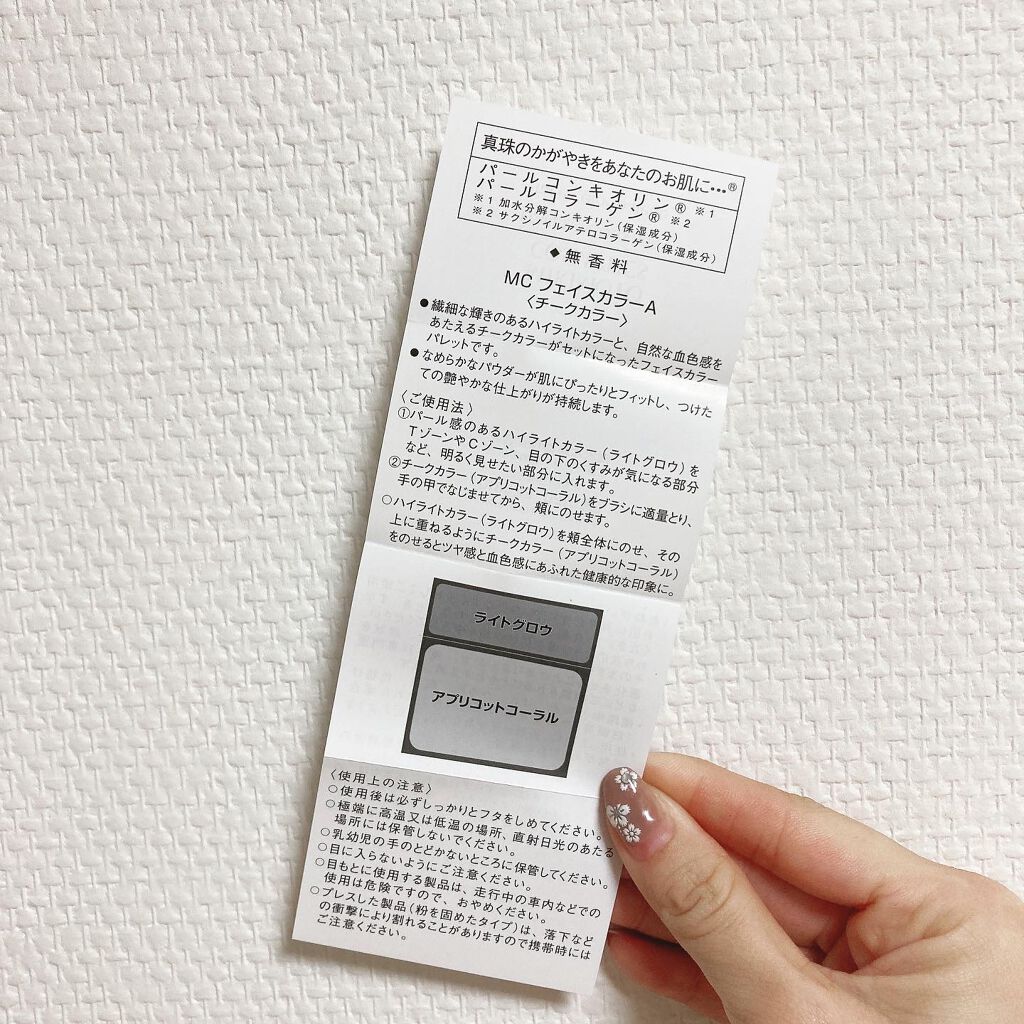 真珠のかがやきをあなたのお肌に…®
パールコンキオリン® ※1
パールコラーゲン® ※2
※1 加水分解コンキオリン(保湿成分)
※2 サクシノイルアテロコラーゲン(保湿成分)
◆無香料
MC フェイスカラーA
〈チークカラー〉
●繊細な輝きのあるハイライトカラーと、自然な血色感を
あたえるチークカラーがセットになったフェイスカラー
パレットです。
●なめらかなパウダーが肌にぴったりとフィットし、つけた
ての艶やかな仕上がりが持続します。
〈ご使用法〉
①パール感のあるハイライトカラー(ライトグロウ)を
TゾーンやCゾーン、目の下のくすみが気になる部分
など、明るく見せたい部分に入れます。
②チークカラー(アプリコットコーラル)をブラシに適量とり、
手の甲でなじませてから、頬にのせます。
○ハイライトカラー(ライトグロウ)を頬全体にのせ、その
上に重ねるようにチークカラー(アプリコットコーラル)
をのせるとツヤ感と血色感にあふれた健康的な印象に。
ライトグロウ
アプリコットコーラル
〈使用上の注意〉
○使用後は必ずしっかりとフタをしめてください。
○極端に高温又は低温の場所、直射日光のあたる
場所には保管しないでください。
○乳幼児の手のとどかないところに保管してください。
○目に入らないようにご注意ください。
○目もとに使用する製品は、走行中の車内などでの
使用は危険ですので、おやめください。
○プレスした製品(粉を固めたタイプ)は、落下など
の衝撃により割れることがありますので携帯時には
ご注意ください。